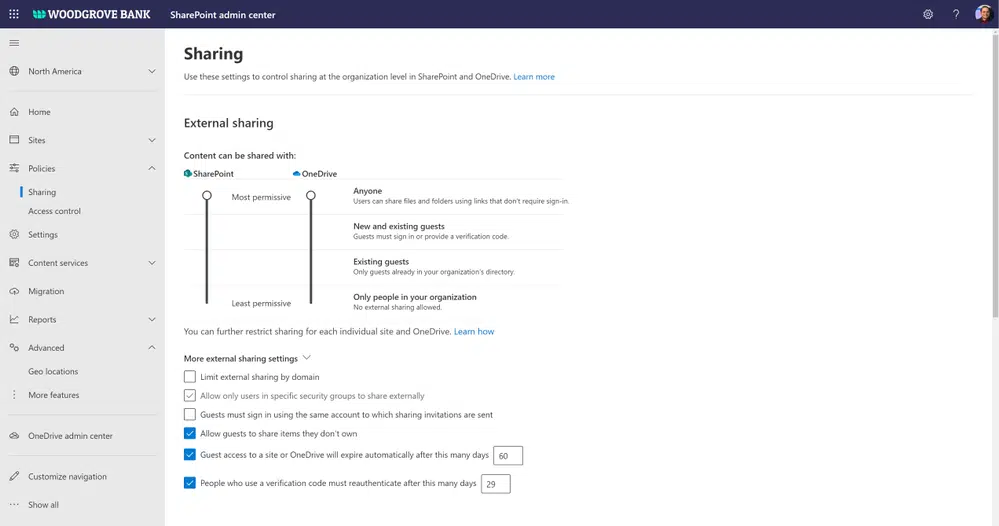 WOODGROVE BANK SharePoint admin center ?
North America
Home
Sites
Policies
Sharing
Access control
Settings
Content services
Migration
Reports
Advanced
Geo locations
More features
OneDrive admin center
Customize navigation
Show all
Sharing
Use these settings to control sharing at the organization level in SharePoint and OneDrive. Learn more
External sharing
Content can be shared with:
SharePoint OneDrive
Most permissive
Anyone
Users can share files and folders using links that don't require sign-in.
New and existing guests
Guests must sign in or provide a verification code.
Existing guests
Only guests already in your organization's directory.
Least permissive
Only people in your organization
No external sharing allowed.
You can further restrict sharing for each individual site and OneDrive. Learn how
More external sharing settings
Limit external sharing by domain
Allow only users in specific security groups to share externally
Guests must sign in using the same account to which sharing invitations are sent
Allow guests to share items they don't own
Guest access to a site or OneDrive will expire automatically after this many days 60
People who use a verification code must reauthenticate after this many days 29